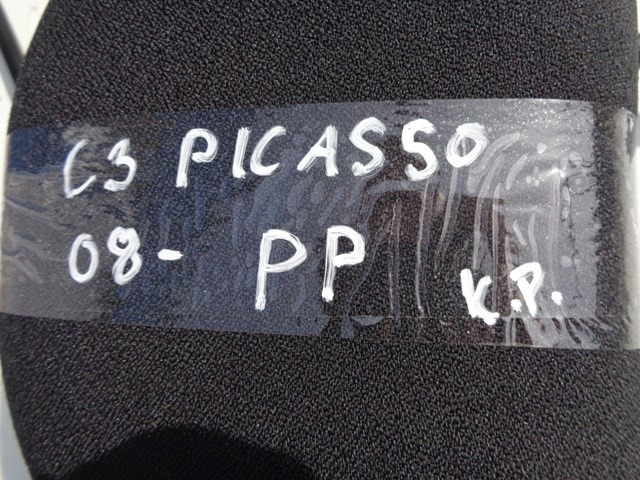 C3 PICASSO
08- PP K.P.